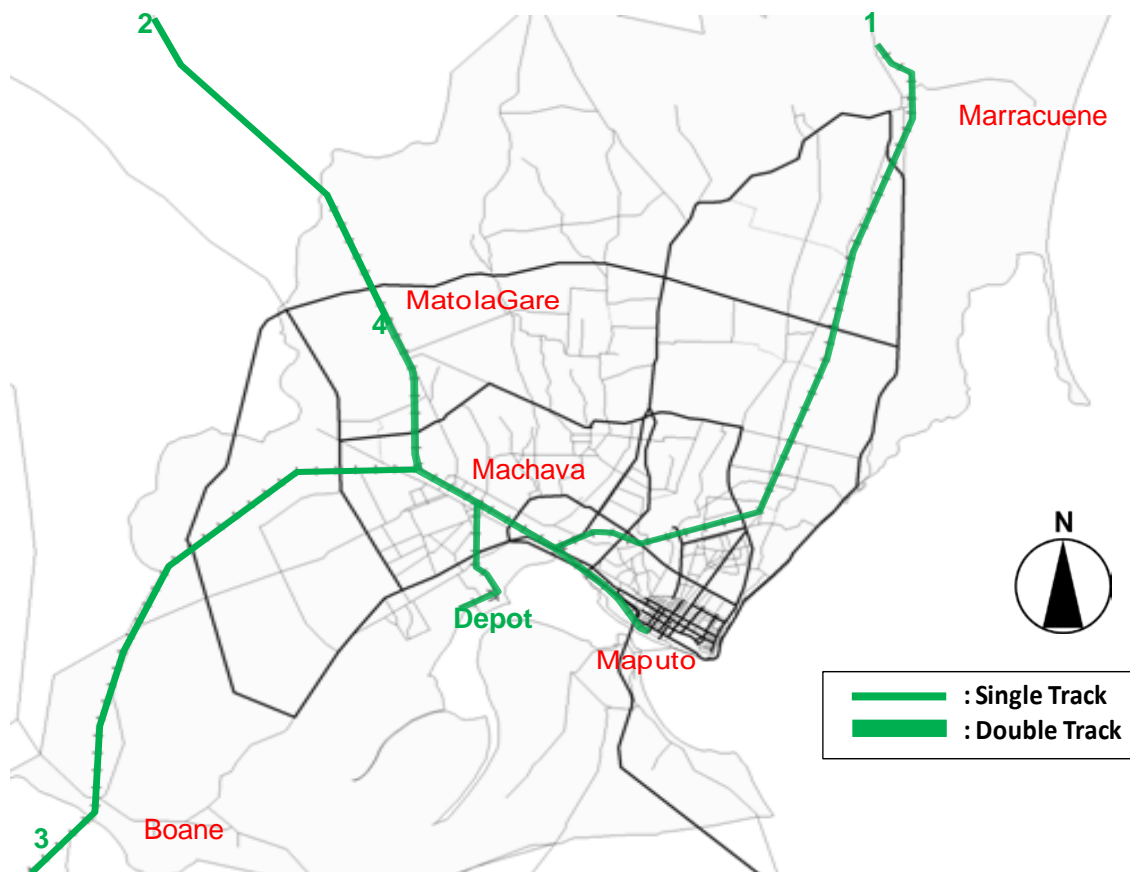 2
1
Marracuene
MatolaGare
4
Machava
N
Depot
Maputo
: Single Track
: Double Track
Boane
3